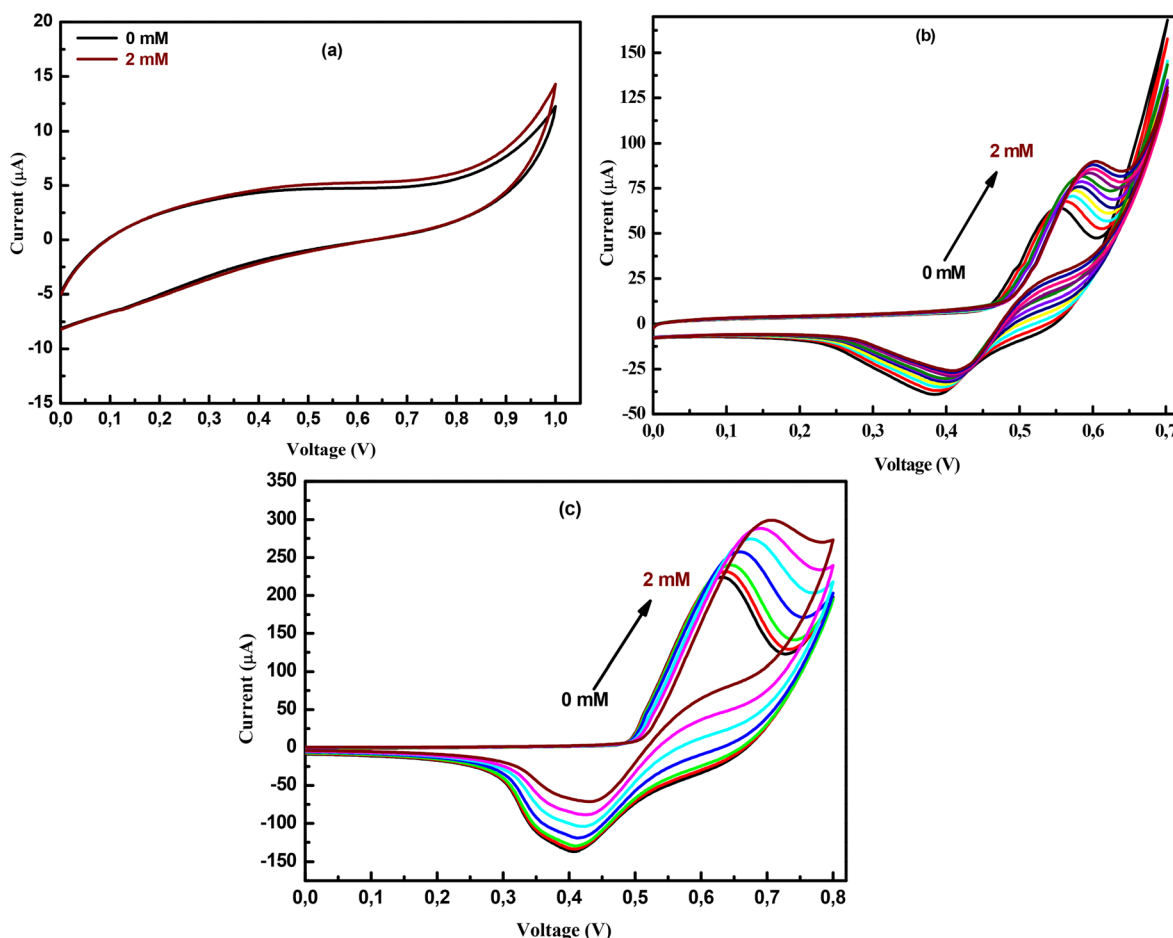 (a)
0 mM
2 mM
20
15
10
5
0
-5
-10
-15
Current (µA)
0,0 0,1 0,2 0,3 0,4 0,5 0,6 0,7 0,8 0,9 1,0
Voltage (V)
(b)
2 mM
0 mM
150
125
100
75
50
25
0
-25
-50
Current (µA)
0,0 0,1 0,2 0,3 0,4 0,5 0,6 0,7
Voltage (V)
(c)
2 mM
0 mM
350
300
250
200
150
100
50
0
-50
-100
-150
Current (µA)
0,0 0,1 0,2 0,3 0,4 0,5 0,6 0,7 0,8
Voltage (V)